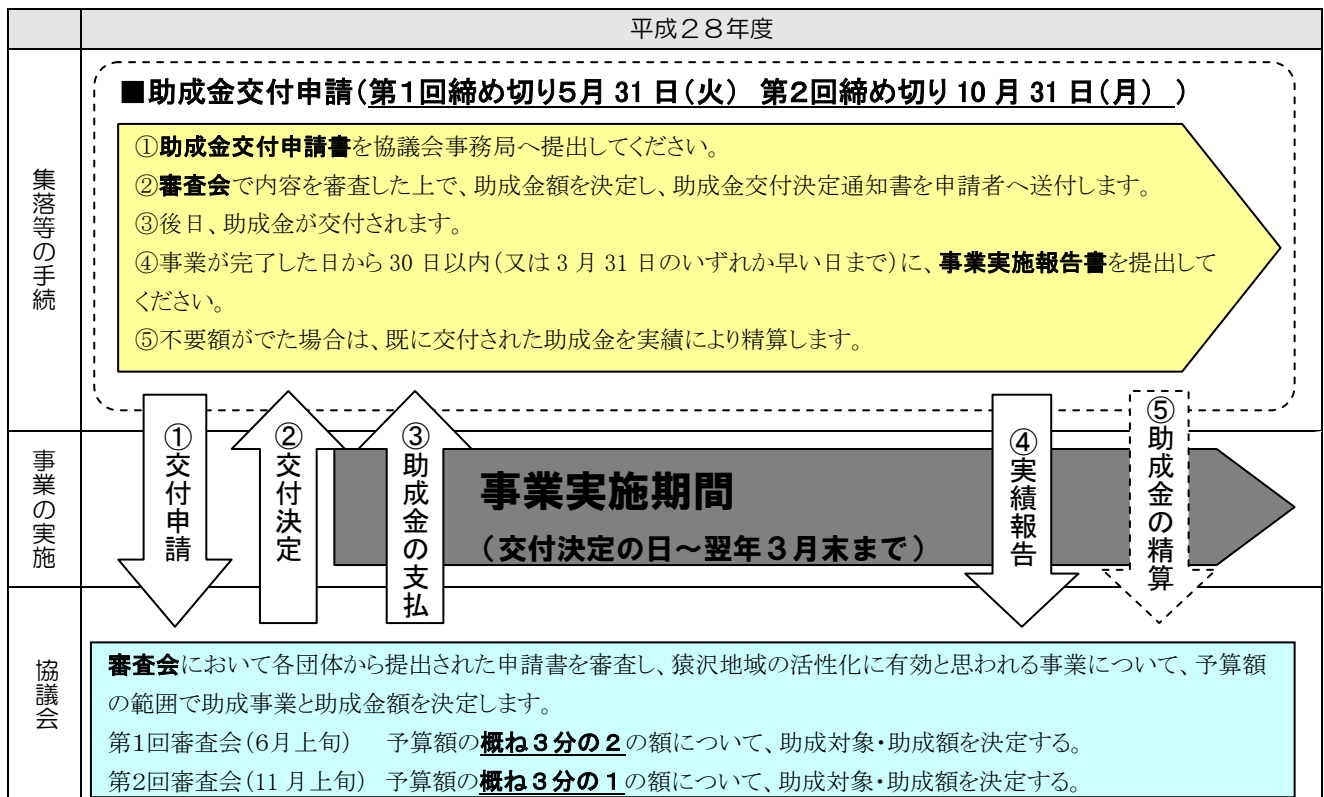 平成２８年度
集落等の手続
■助成金交付申請(第１回締め切り５月 31 日(火)　第２回締め切り 10 月 31 日(月)　)
①助成金交付申請書を協議会事務局へ提出してください。
②審査会で内容を審査した上で、助成金額を決定し、助成金交付決定通知書を申請者へ送付します。
③後日、助成金が交付されます。
④事業が完了した日から 30 日以内(又は 3 月 31 日のいずれか早い日まで)に、事業実施報告書を提出して
ください。
⑤不要額がでた場合は、既に交付された助成金を実績により精算します。
事業の実施
①交付申請
②交付決定
③助成金の支払
事業実施期間
（交付決定の日～翌年３月末まで）
④実績報告
⑤助成金の精算
協議会
審査会において各団体から提出された申請書を審査し、猿沢地域の活性化に有効と思われる事業について、予算額
の範囲で助成事業と助成金額を決定します。
第1回審査会(6月上旬)　予算額の概ね３分の２の額について、助成対象・助成額を決定する。
第2回審査会(11 月上旬)　予算額の概ね３分の１の額について、助成対象・助成額を決定する。